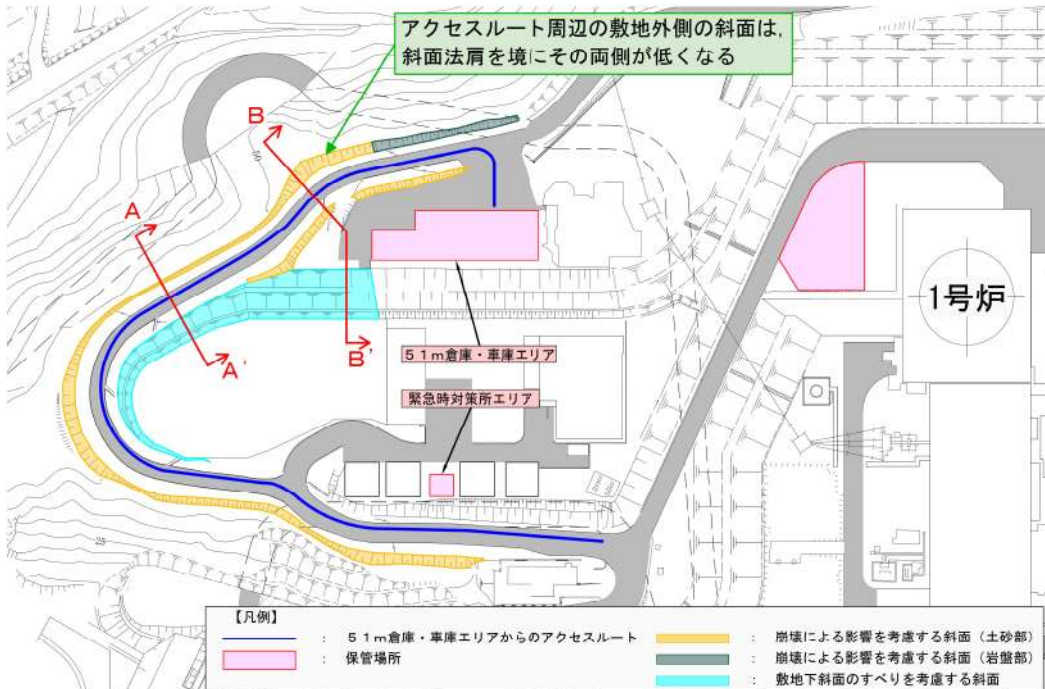 アクセスルート周辺の敷地外側の斜面は，
斜面法肩を境にその両側が低くなる
B
50
A
1号炉
A'
B'
51m倉庫・車庫エリア
緊急時対策所エリア
25
【凡例】
： 51m倉庫・車庫エリアからのアクセスルート
： 保管場所
： 崩壊による影響を考慮する斜面（土砂部）
： 崩壊による影響を考慮する斜面（岩盤部）
： 敷地下斜面のすべりを考慮する斜面